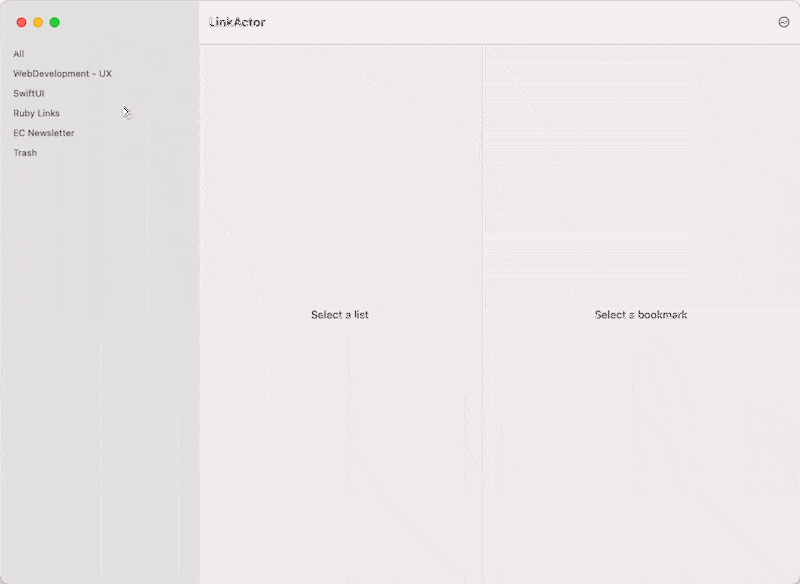 LinkActor
All
WebDevelopment - UX
SwiftUI
Ruby Links
EC Newsletter
Trash
Select a list
Select a bookmark